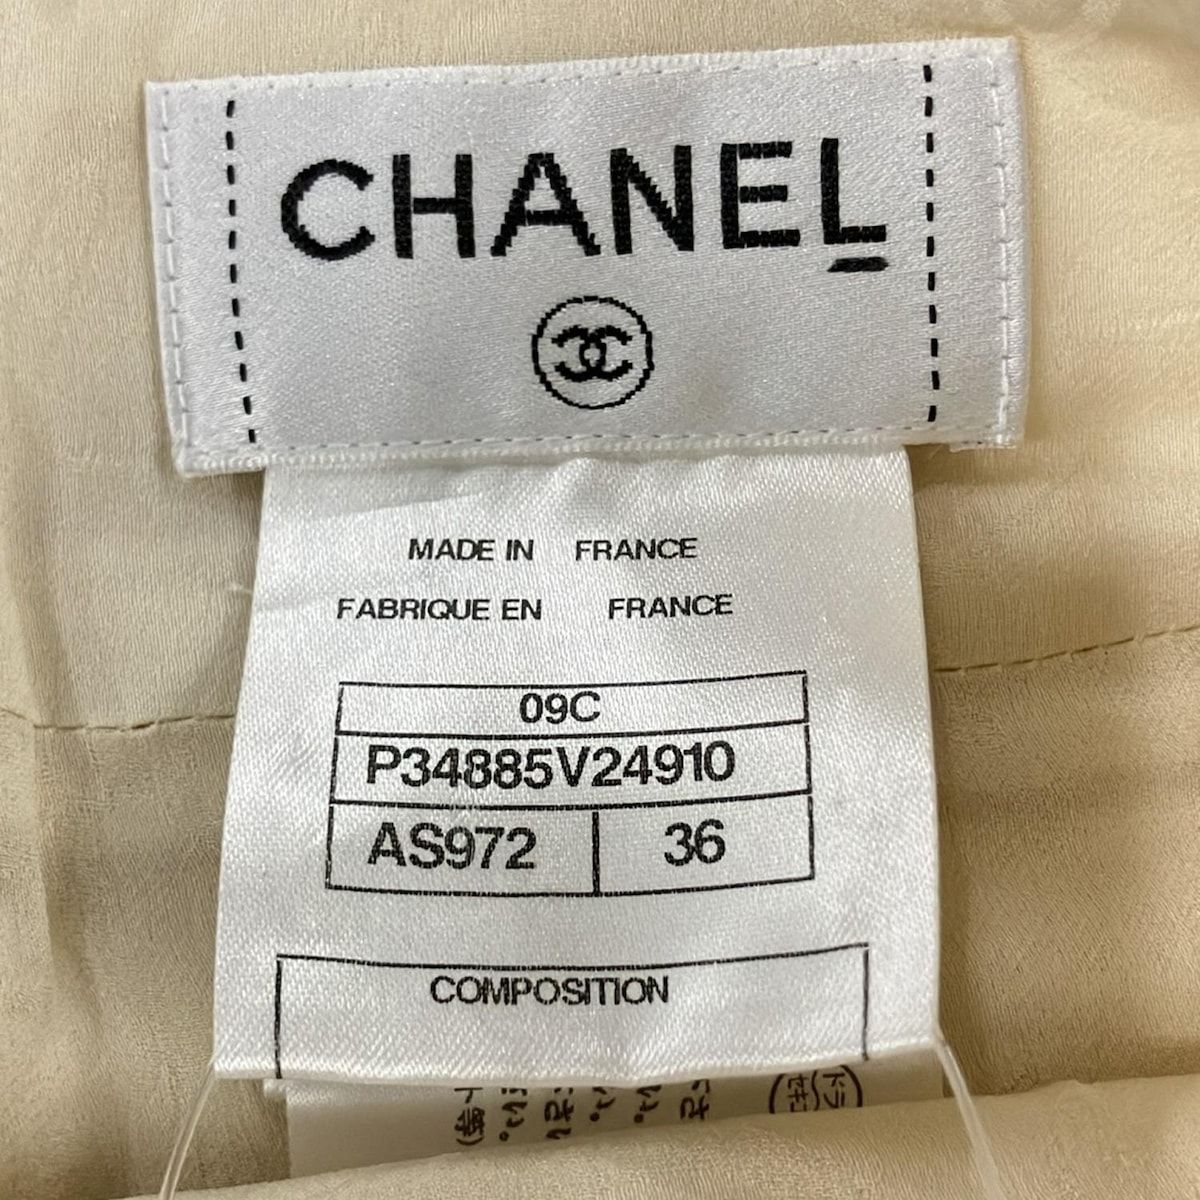 CHANEL
MADE IN FRANCE
FABRIQUE EN FRANCE
09C
P34885V24910
AS972 36
COMPOSITION